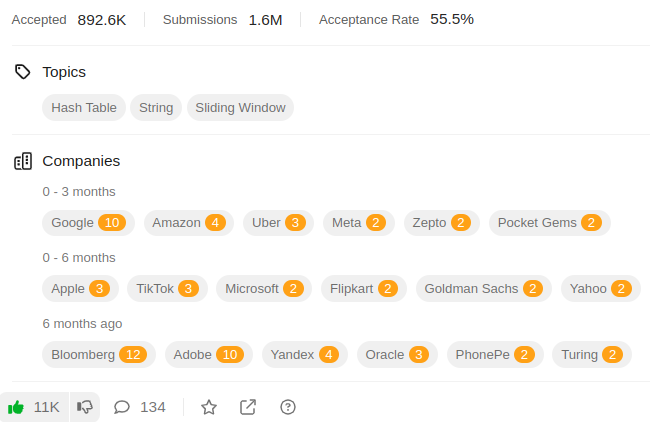 Accepted 892.6K Submissions 1.6M Acceptance Rate 55.5%
Topics
Hash Table String Sliding Window
Companies
0 - 3 months
Google 10 Amazon 4 Uber 3 Meta 2 Zepto 2 Pocket Gems 2
0 - 6 months
Apple 3 TikTok 3 Microsoft 2 Flipkart 2 Goldman Sachs 2 Yahoo 2
6 months ago
Bloomberg 12 Adobe 10 Yandex 4 Oracle 3 PhonePe 2 Turing 2
11K 134